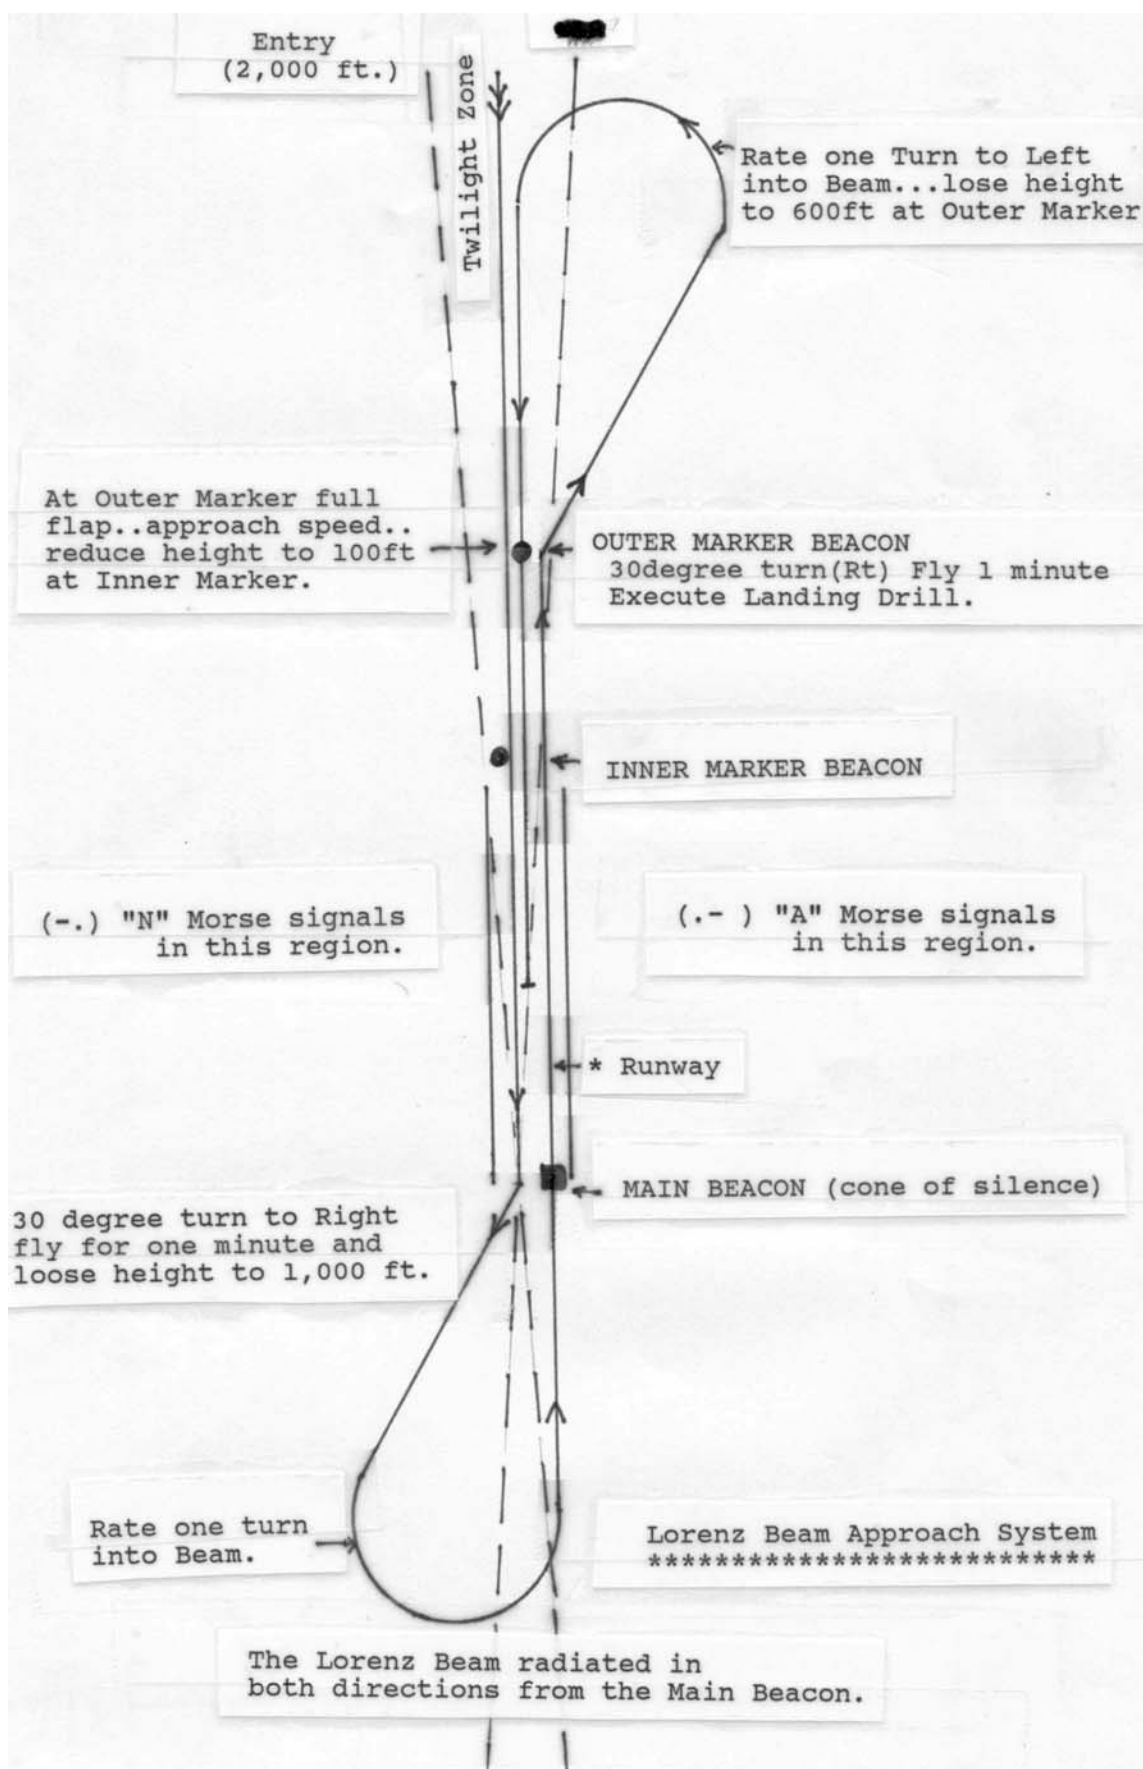 Entry
(2,000 ft.)
Twilight Zone
Rate one Turn to Left
into Beam...lose height
to 600ft at Outer Marker
At Outer Marker full
flap..approach speed..
reduce height to 100ft
at Inner Marker.
OUTER MARKER BEACON
30degree turn(Rt) Fly 1 minute
Execute Landing Drill.
INNER MARKER BEACON
(-.) "N" Morse signals
in this region.
(.- ) "A" Morse signals
in this region.
* Runway
MAIN BEACON (cone of silence)
30 degree turn to Right
fly for one minute and
loose height to 1,000 ft.
Rate one turn
into Beam.
Lorenz Beam Approach System
***************************
The Lorenz Beam radiated in
both directions from the Main Beacon.